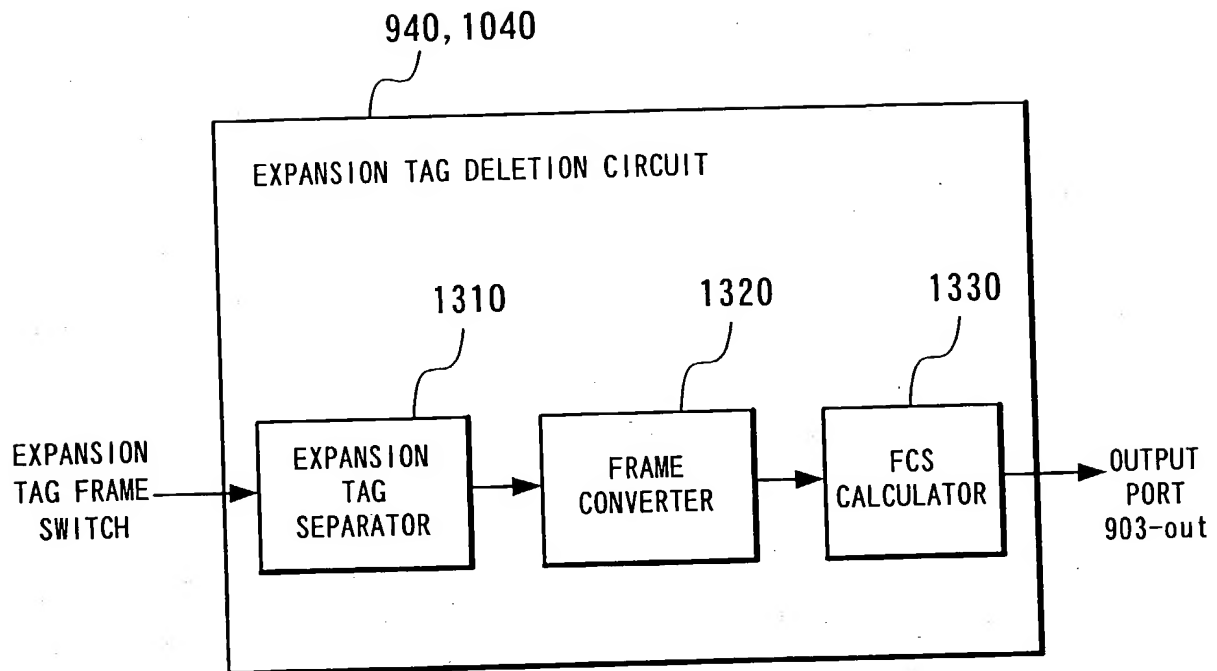 940, 1040
EXPANSION TAG DELETION CIRCUIT
1310
1320
1330
EXPANSION
TAG FRAME
SWITCH
EXPANSION
TAG
SEPARATOR
FRAME
CONVERTER
FCS
CALCULATOR
OUTPUT
PORT
903-out